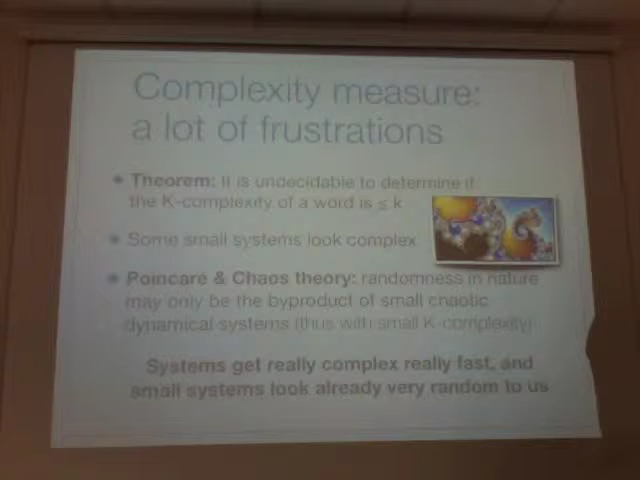 Complexity measure:
a lot of frustrations
Theorem: it is undecidable to determine if
the K-complexity of a word is ≤ k
Some small systems look complex
Poincare & Chaos theory: randomness in nature
may only be the byproduct of small chaotic
dynamical systems (thus with small K-complexity)
Systems get really complex really fast, and
small systems look already very random to us